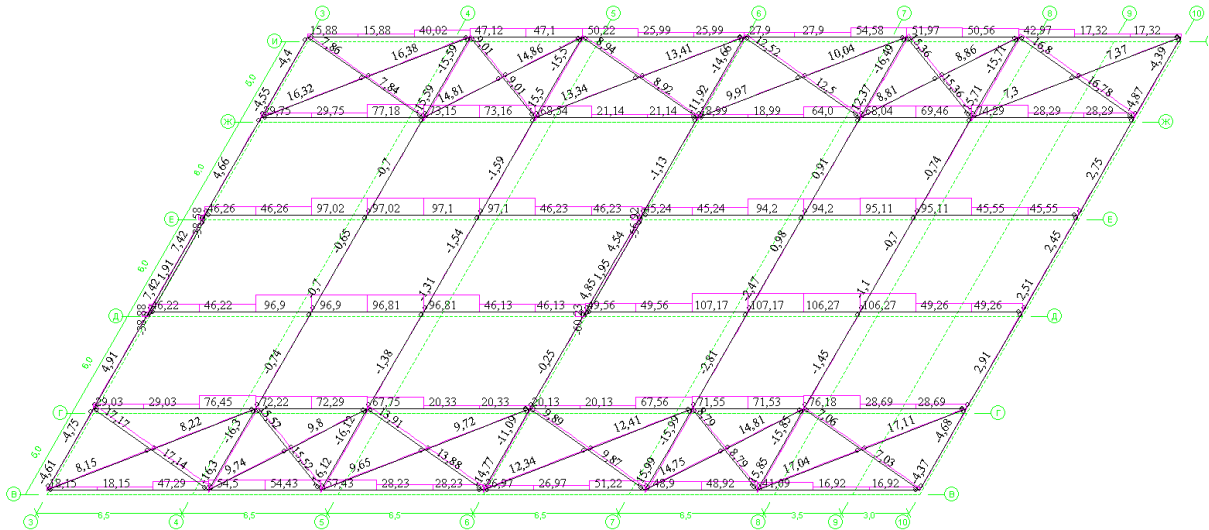 3 4 5 6 7 8 9 10
15,88 15,88 40,02 47,12 47,1 50,22 25,99 25,99 27,9 27,9 54,58 51,97 50,56 42,97 17,32 17,32
И
-4,4 7,86 16,38 -15,59 9,01 14,86 -15,5 8,94 13,41 -14,66 12,52 10,04 -16,49 15,36 8,86 -15,71 16,8 7,37 -4,39
6,0
-4,55 16,32 7,84 -15,59 14,81 9,01 15,5 13,34 8,92 -11,92 9,97 12,5 12,37 8,81 15,36 15,71 7,3 16,78 4,87
29,75 29,75 77,18 73,15 73,16 68,54 21,14 21,14 18,99 18,99 64,0 68,04 69,46 74,29 28,29 28,29
Ж Ж
6,0
4,66 -0,7 -1,59 -1,13 0,91 -0,74 2,75
46,26 46,26 97,02 97,02 97,1 97,1 46,23 46,23 45,24 45,24 94,2 94,2 95,11 95,11 45,55 45,55
Е Е
7,42 -0,65 -1,54 4,54 0,98 -0,7 2,45
6,0
1,91 1,95
7,42 -0,7 -1,31 4,85 -2,47 -1,1 2,51
46,22 46,22 96,9 96,9 96,81 96,81 46,13 46,13 49,56 49,56 107,17 107,17 106,27 106,27 49,26 49,26
Д Д
6,0
4,91 -0,74 -1,38 -0,25 -2,81 -1,45 2,91
29,03 29,03 76,45 72,22 72,29 67,75 20,33 20,33 20,13 20,13 67,56 71,55 71,53 76,18 28,69 28,69
Г Г
-4,75 17,17 8,22 -16,3 15,52 9,8 -16,12 13,91 9,72 -11,09 9,89 12,41 -15,99 8,79 14,81 -15,85 7,06 17,11 -4,68
6,0
-4,61 8,15 17,14 -16,3 9,74 15,52 16,12 9,65 13,88 -14,77 12,34 9,87 15,99 14,75 8,79 15,85 17,04 7,03 4,37
18,15 18,15 47,29 54,5 54,43 57,43 28,23 28,23 26,97 26,97 51,22 48,9 48,92 41,09 16,92 16,92
В В
6,5 6,5 6,5 6,5 6,5 3,5 3,0
3 4 5 6 7 8 9 10